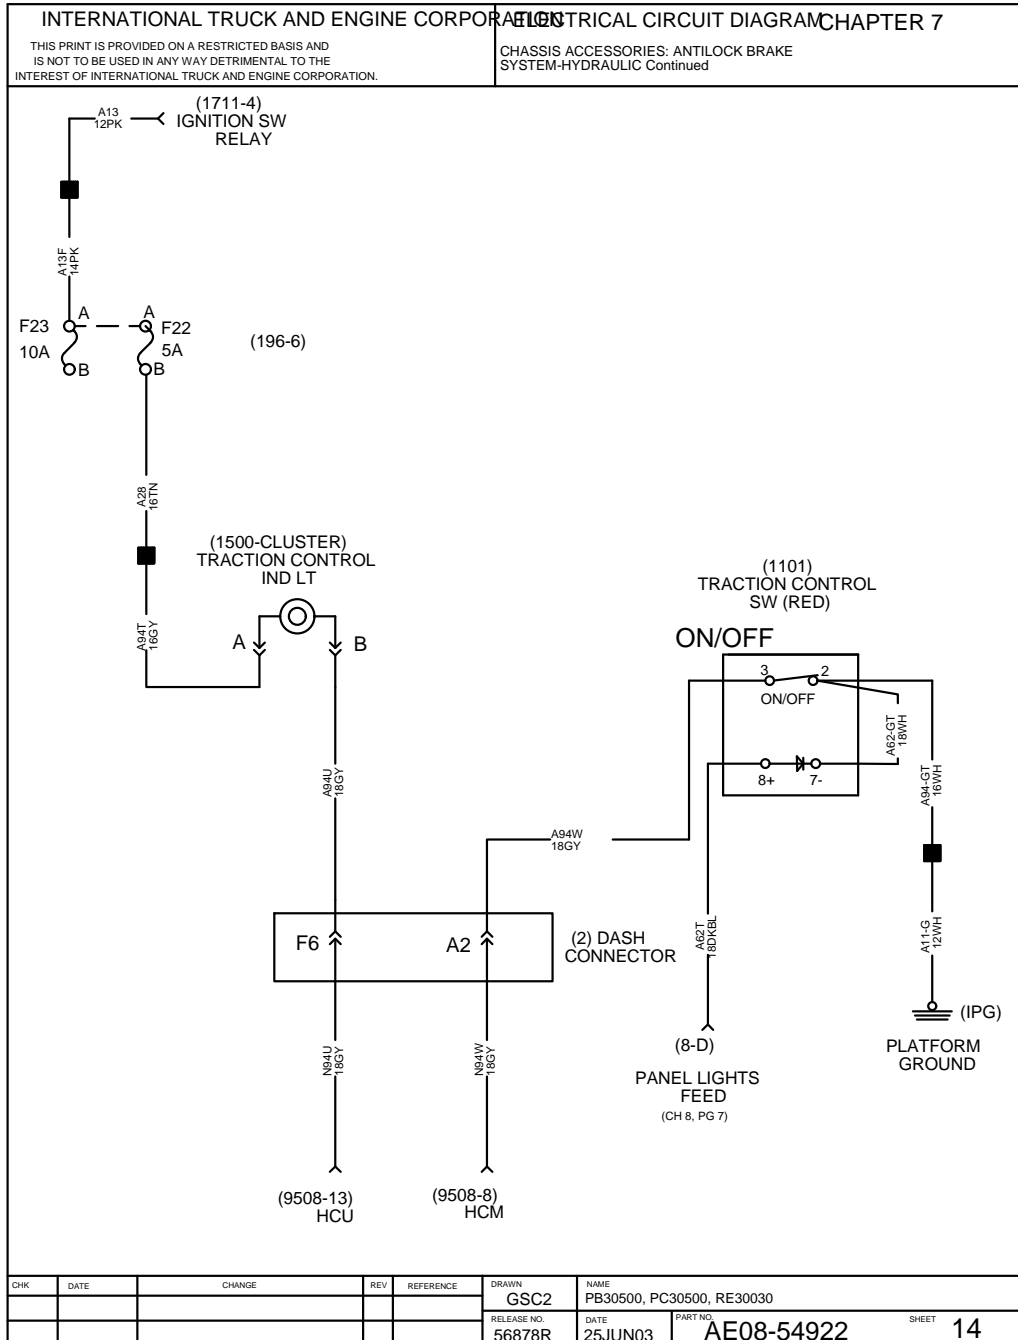 INTERNATIONAL TRUCK AND ENGINE CORPORATION
ELECTRICAL CIRCUIT DIAGRAM
CHAPTER 7
THIS PRINT IS PROVIDED ON A RESTRICTED BASIS AND
IS NOT TO BE USED IN ANY WAY DETRIMENTAL TO THE
INTEREST OF INTERNATIONAL TRUCK AND ENGINE CORPORATION.
CHASSIS ACCESSORIES: ANTILOCK BRAKE
SYSTEM-HYDRAULIC Continued
A13
12PK
(1711-4)
IGNITION SW
RELAY
A13F
14PK
A
A
F23
F22
10A
5A
B
B
(196-6)
A28
16TN
(1500-CLUSTER)
TRACTION CONTROL
IND LT
A94T
16GY
A
B
(1101)
TRACTION CONTROL
SW (RED)
ON/OFF
3
2
ON/OFF
A62-GT
18WH
8+
7-
A94U
18GY
A94-GT
16WH
A94W
18GY
F6
A2
(2) DASH
CONNECTOR
A62T
18DKBL
A11-G
12WH
(IPG)
PLATFORM
GROUND
N94U
18GY
N94W
18GY
(8-D)
PANEL LIGHTS
FEED
(CH 8, PG 7)
(9508-13)
HCU
(9508-8)
HCM
CHK
DATE
CHANGE
REV
REFERENCE
DRAWN
GSC2
NAME
PB30500, PC30500, RE30030
RELEASE NO.
56878R
DATE
25JUN03
PART NO.
AE08-54922
SHEET
14